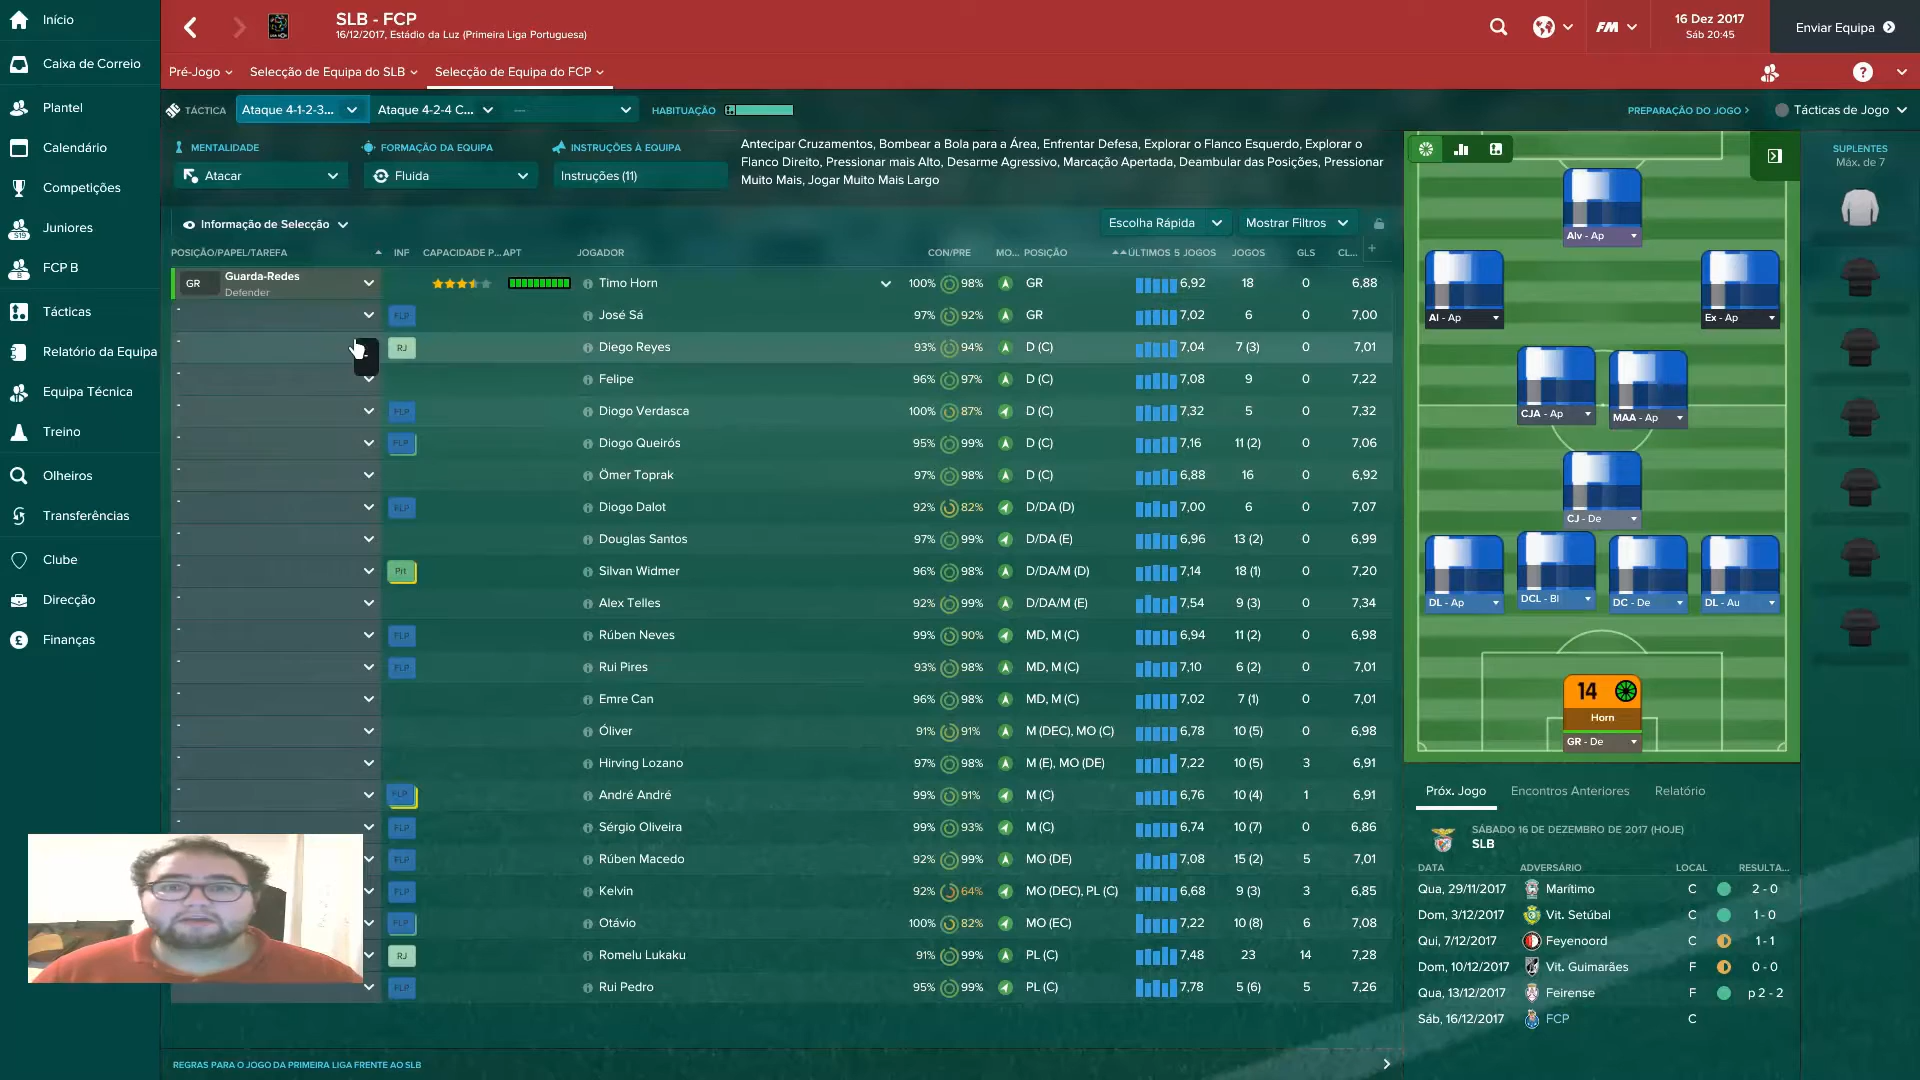 Início
Caixa de Correio
Plantel
Calendário
Competições
Juniores
FCP B
Tácticas
Relatório da Equipa
Equipa Técnica
Treino
Olheiros
Transferências
Clube
Direcção
Finanças
SLB - FCP
16/12/2017, Estádio da Luz (Primeira Liga Portuguesa)
FM
16 Dez 2017
Sáb 20:45
Enviar Equipa
Pré-Jogo
Selecção de Equipa do SLB
Selecção de Equipa do FCP
TÁCTICA
Ataque 4-1-2-3...
Ataque 4-2-4 C...
HABITUAÇÃO
PREPARAÇÃO DO JOGO >
Tácticas de Jogo
MENTALIDADE
FORMAÇÃO DA EQUIPA
INSTRUÇÕES À EQUIPA
Atacar
Fluida
Instruções (11)
Antecipar Cruzamentos, Bombear a Bola para a Área, Enfrentar Defesa, Explorar o Flanco Esquerdo, Explorar o
Flanco Direito, Pressionar mais Alto, Desarme Agressivo, Marcação Apertada, Deambular das Posições, Pressionar
Muito Mais, Jogar Muito Mais Largo
Informação de Selecção
Escolha Rápida
Mostrar Filtros
POSIÇÃO/PAPEL/TAREFA INF CAPACIDADE P... APT JOGADOR CON/PRE MO... POSIÇÃO ÚLTIMOS 5 JOGOS JOGOS GLS CL...
GR Guarda-Redes Defender Timo Horn 100% 98% GR 6,92 18 0 6,88
- FLP José Sá 97% 92% GR 7,02 6 0 7,00
- RJ Diego Reyes 93% 94% D (C) 7,04 7 (3) 0 7,01
- Felipe 96% 97% D (C) 7,08 9 0 7,22
- FLP Diogo Verdasca 100% 87% D (C) 7,32 5 0 7,32
- FLP Diogo Queirós 95% 99% D (C) 7,16 11 (2) 0 7,06
- Ömer Toprak 97% 98% D (C) 6,88 16 0 6,92
- FLP Diogo Dalot 92% 82% D/DA (D) 7,00 6 0 7,07
- Douglas Santos 97% 99% D/DA (E) 6,96 13 (2) 0 6,99
- Prt Silvan Widmer 96% 98% D/DA/M (D) 7,14 18 (1) 0 7,20
- Alex Telles 92% 99% D/DA/M (E) 7,54 9 (3) 0 7,34
- FLP Rúben Neves 99% 90% MD, M (C) 6,94 11 (2) 0 6,98
- FLP Rui Pires 93% 98% MD, M (C) 7,10 6 (2) 0 7,01
- Emre Can 96% 98% MD, M (C) 7,02 7 (1) 0 7,01
- Óliver 91% 91% M (DEC), MO (C) 6,78 10 (5) 0 6,98
- Hirving Lozano 97% 98% M (E), MO (DE) 7,22 10 (5) 3 6,91
- FLP André André 99% 91% M (C) 6,76 10 (4) 1 6,91
- FLP Sérgio Oliveira 99% 93% M (C) 6,74 10 (7) 0 6,86
FLP Rúben Macedo 92% 99% MO (DE) 7,08 15 (2) 5 7,01
FLP Kelvin 92% 64% MO (DEC), PL (C) 6,68 9 (3) 3 6,85
FLP Otávio 100% 82% MO (EC) 7,22 10 (8) 6 7,08
RJ Romelu Lukaku 91% 99% PL (C) 7,48 23 14 7,28
FLP Rui Pedro 95% 99% PL (C) 7,78 5 (6) 5 7,26
REGRAS PARA O JOGO DA PRIMEIRA LIGA FRENTE AO SLB
Alv - Ap
AI - Ap
Ex - Ap
CJA - Ap
MAA - Ap
CJ - De
DL - Ap
DCL - Bl
DC - De
DL - Au
14
Horn
GR - De
SUPLENTES
Máx. de 7
Próx. Jogo
Encontros Anteriores
Relatório
SÁBADO 16 DE DEZEMBRO DE 2017 (HOJE)
SLB
DATA ADVERSÁRIO LOCAL RESULTA...
Qua, 29/11/2017 Marítimo C 2 - 0
Dom, 3/12/2017 Vit. Setúbal C 1 - 0
Qui, 7/12/2017 Feyenoord C 1 - 1
Dom, 10/12/2017 Vit. Guimarães F 0 - 0
Qua, 13/12/2017 Feirense F p 2 - 2
Sáb, 16/12/2017 FCP C